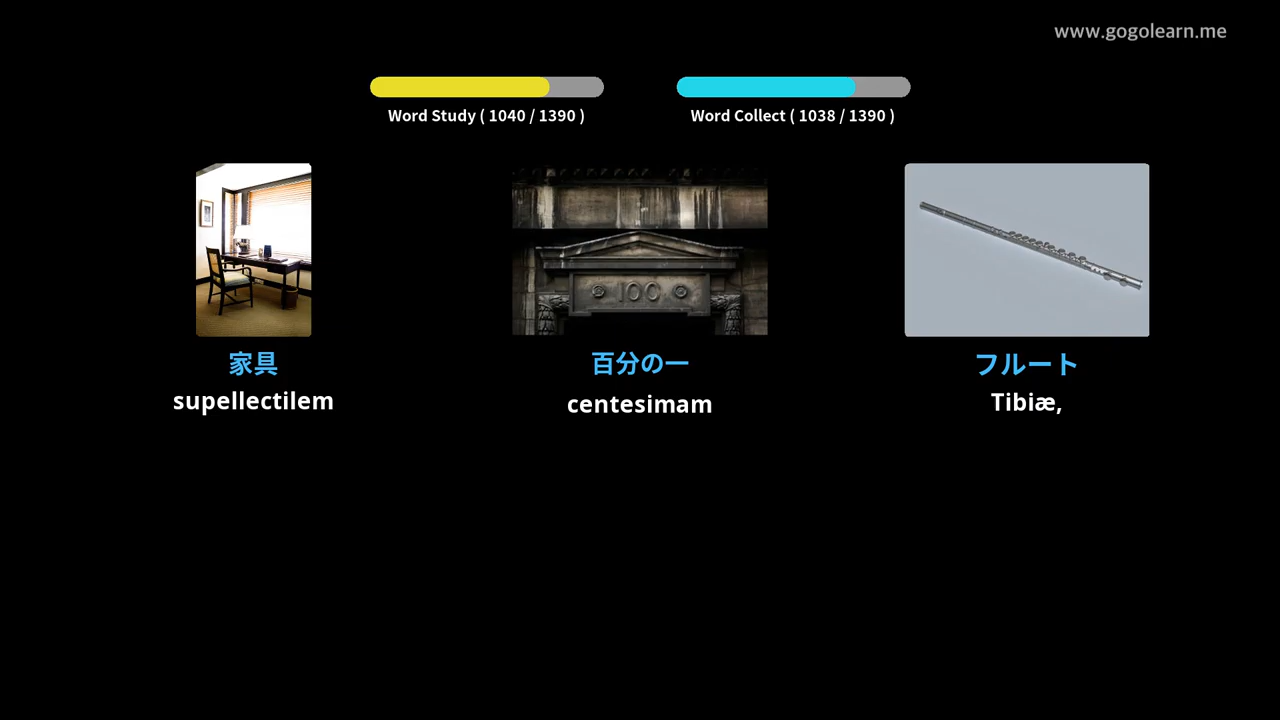 www.gogolearn.me
Word Study ( 1040 / 1390 )
Word Collect ( 1038 / 1390 )
100
家具
百分の一
フルート
supellectilem
centesimam
Tibiæ,